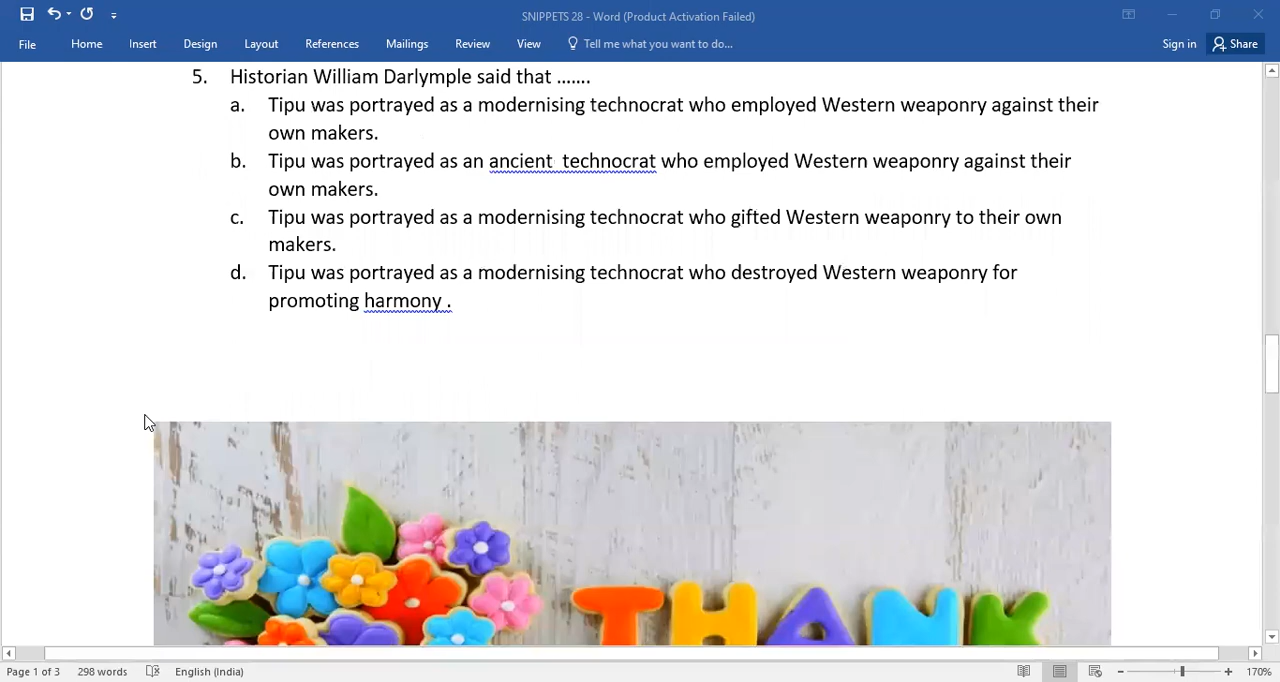 SNIPPETS 28 - Word (Product Activation Failed)
File Home Insert Design Layout References Mailings Review View Tell me what you want to do... Sign in Share
5. Historian William Darlymple said that .......
a. Tipu was portrayed as a modernising technocrat who employed Western weaponry against their
own makers.
b. Tipu was portrayed as an ancient technocrat who employed Western weaponry against their
own makers.
c. Tipu was portrayed as a modernising technocrat who gifted Western weaponry to their own
makers.
d. Tipu was portrayed as a modernising technocrat who destroyed Western weaponry for
promoting harmony .
THANK
Page 1 of 3 298 words English (India) 170%